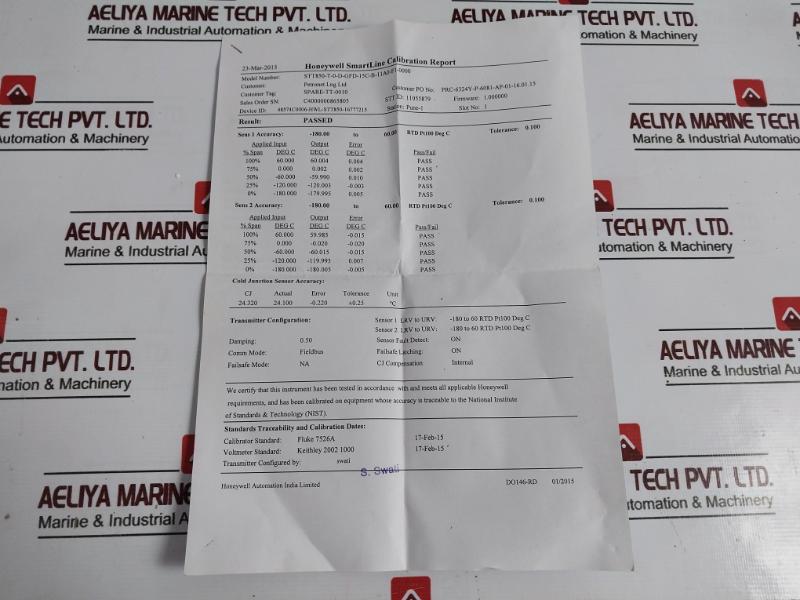 AELIYA MARINE TECH PVT. LTD.
Marine & Industrial Automation & Machinery
23-Mar-2015
Honeywell SmartLine Calibration Report
Model Number:
Customer: Petronet Lng Ltd
Customer PO No:
Customer Tag: SPARE-TT-0010
STT ID: 11051879 Firmware: 1.000000
Sales Order SN: C4000000865805
Station: Pune-1 Slot No: 1
Device ID:
Result: PASSED
Sens 1 Accuracy: -180.00 to 60.00 RTD Pt100 Deg C Tolerance: 0.100
Applied Input Output Error
% Span DEG C DEG C DEG C Pass/Fail
100% 60.000 60.004 0.004 PASS
75% 0.000 0.002 0.002 PASS
50% -60.000 -59.990 0.010 PASS
25% -120.000 -120.003 -0.003 PASS
0% -180.000 -179.995 0.005 PASS
Sens 2 Accuracy: -180.00 to 60.00 RTD Pt100 Deg C Tolerance: 0.100
Applied Input Output Error
% Span DEG C DEG C DEG C Pass/Fail
100% 60.000 59.985 -0.015 PASS
75% 0.000 -0.020 -0.020 PASS
50% -60.000 -60.015 -0.015 PASS
25% -120.000 -119.993 0.007 PASS
0% -180.000 -180.005 -0.005 PASS
Cold Junction Sensor Accuracy:
CJ Actual Error Tolerance Unit
24.320 24.100 -0.220 ±0.25 °C
Transmitter Configuration:
Sensor 1 LRV to URV: -180 to 60 RTD Pt100 Deg C
Sensor 2 LRV to URV: -180 to 60 RTD Pt100 Deg C
Damping: 0.50 Sensor Fault Detect: ON
Comm Mode: Fieldbus Failsafe Latching: ON
Failsafe Mode: NA CJ Compensation Internal
We certify that this instrument has been tested in accordance with and meets all applicable Honeywell
requirements, and has been calibrated on equipment whose accuracy is traceable to the National Institute
of Standards & Technology (NIST).
Standards Traceability and Calibration Dates:
Calibrator Standard: Fluke 7526A 17-Feb-15
Voltmeter Standard: Keithley 2002 1000 17-Feb-15
Transmitter Configured by: swali
S. Swali
Honeywell Automation India Limited DO146-RD 01/2015